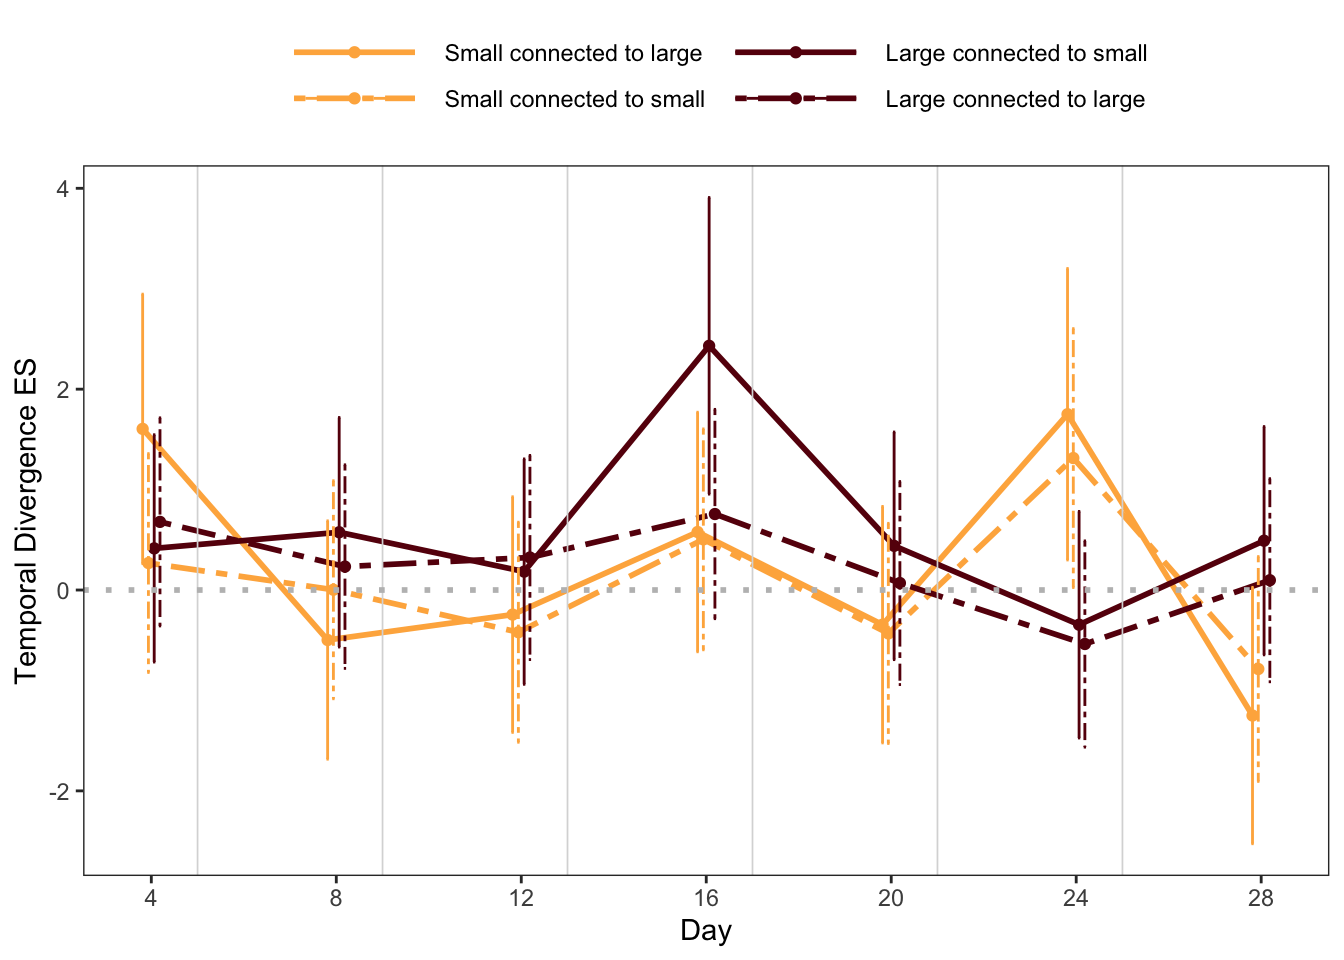 Small connected to large
Large connected to small
Small connected to small
Large connected to large
4
2
0
-2
Temporal Divergence ES
4 8 12 16 20 24 28
Day